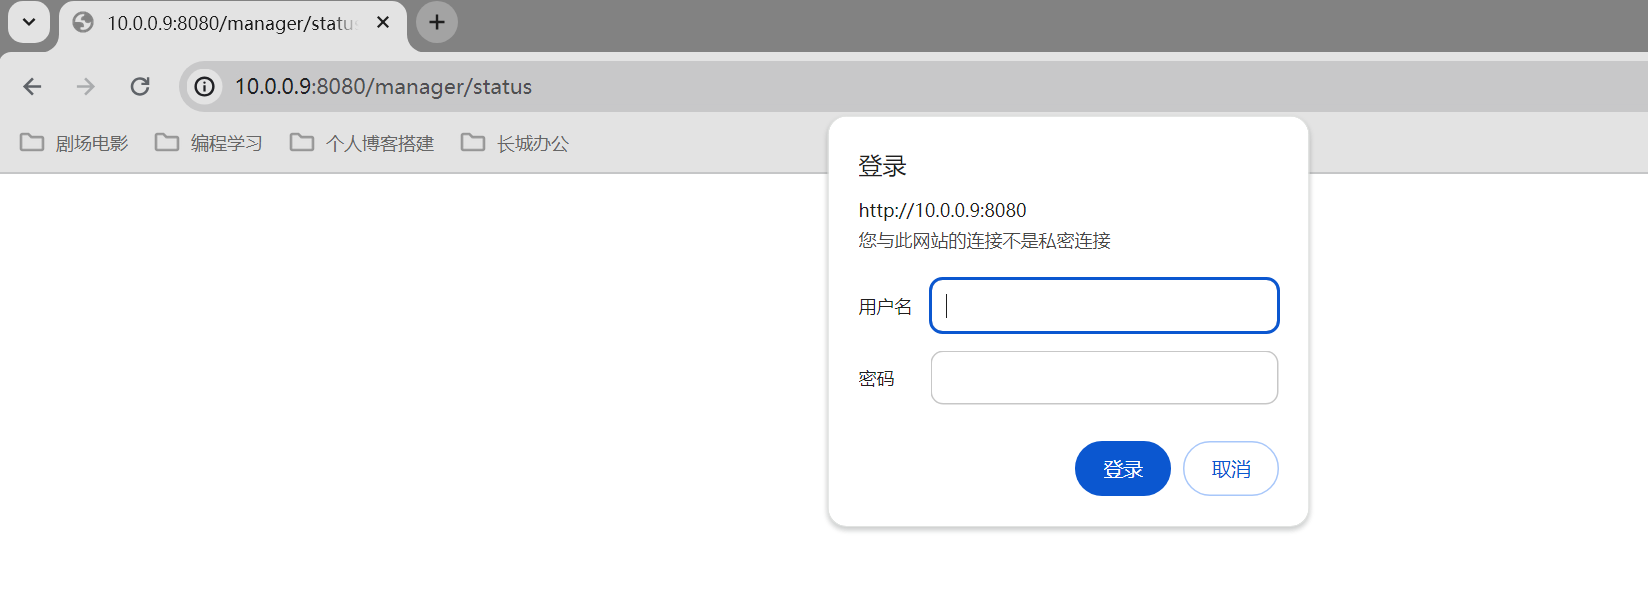 10.0.0.9:8080/manager/statu
10.0.0.9:8080/manager/status
剧场电影 编程学习 个人博客搭建 长城办公
登录
http://10.0.0.9:8080
您与此网站的连接不是私密连接
用户名
密码
登录 取消